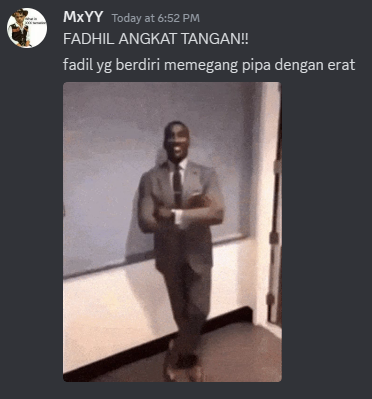 MxYY Today at 6:52 PM
FADHIL ANGKAT TANGAN!!
fadil yg berdiri memegang pipa dengan erat